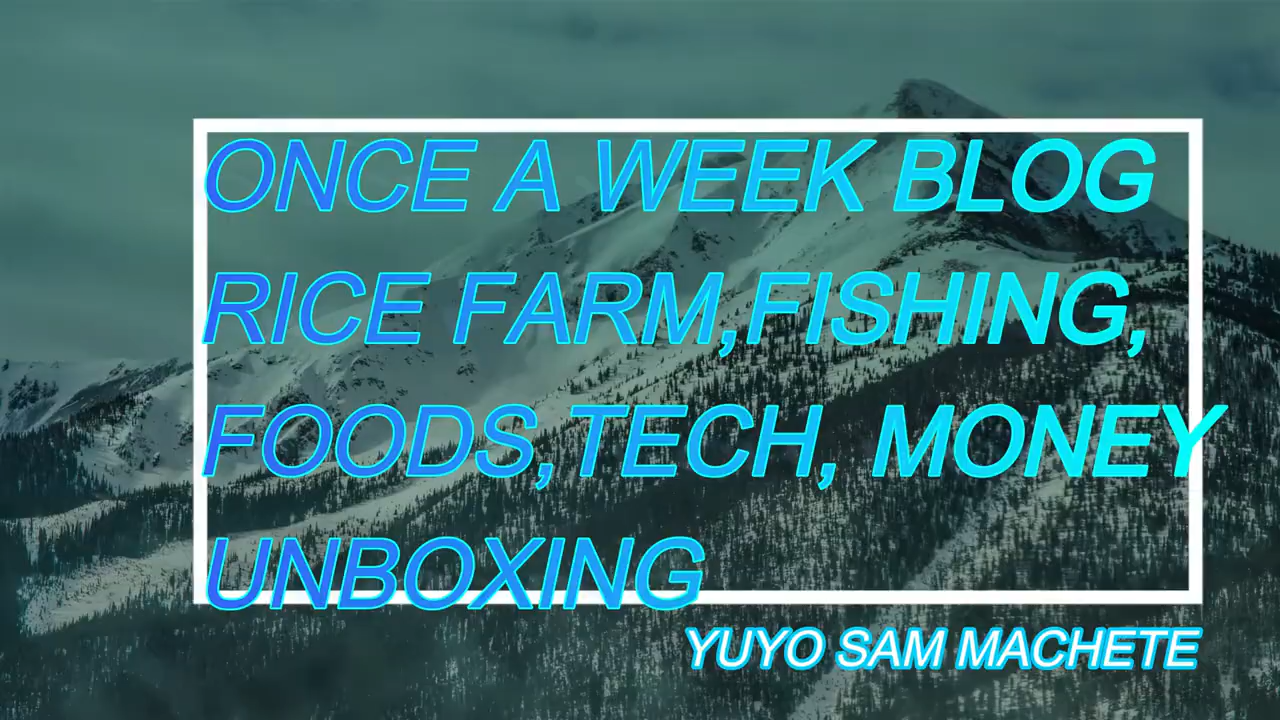 ONCE A WEEK BLOG
RICE FARM,FISHING,
FOODS,TECH, MONEY
UNBOXING
YUYO SAM MACHETE